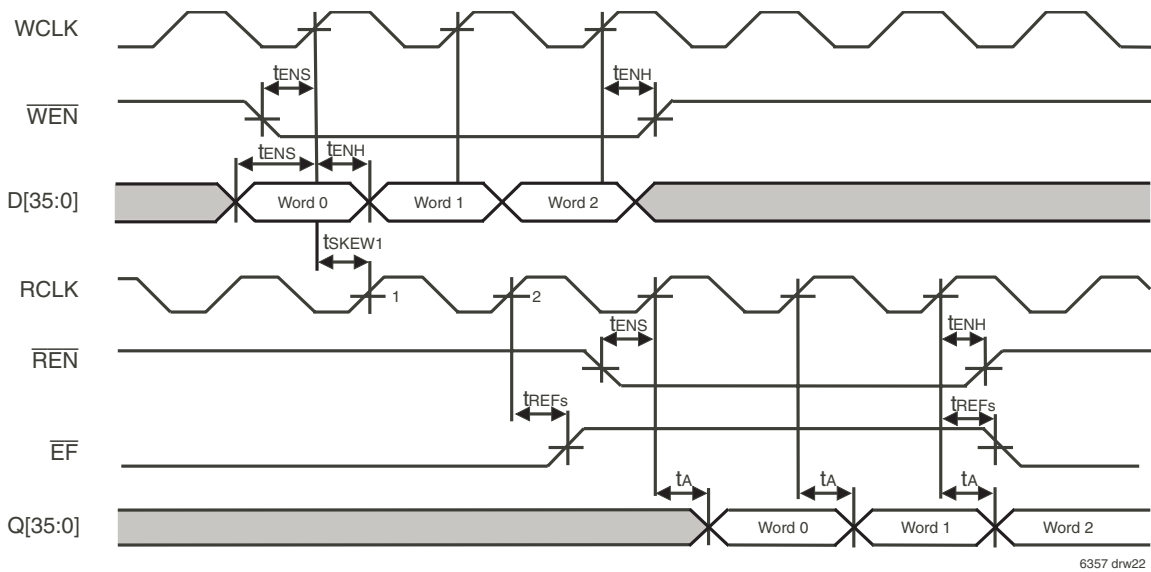 WCLK
tENS
tENH
WEN
tENS
tENH
D[35:0]
Word 0
Word 1
Word 2
tSKEW1
RCLK
1
2
tENS
tENH
REN
tREFs
tREFs
EF
tA
tA
tA
Q[35:0]
Word 0
Word 1
Word 2
6357 drw22